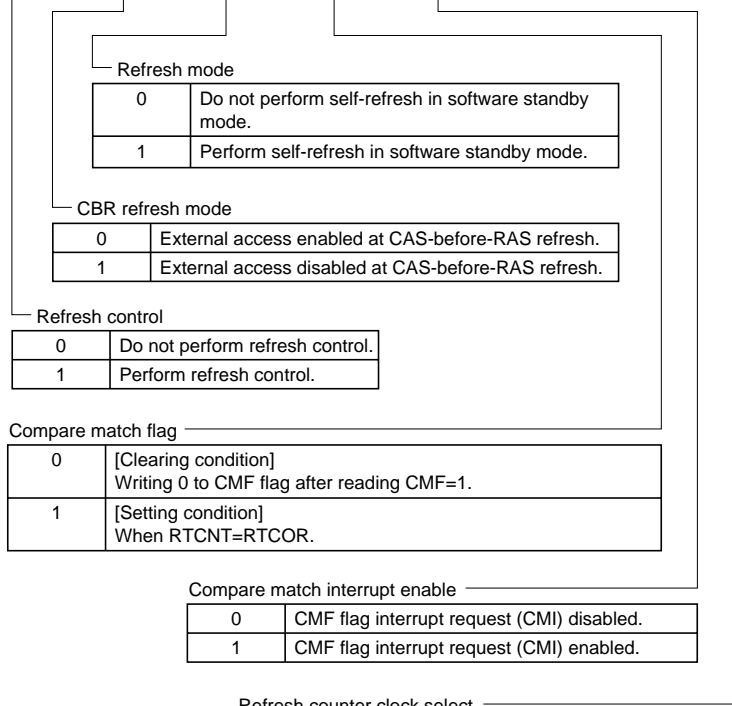 Refresh mode
0 Do not perform self-refresh in software standby
mode.
1 Perform self-refresh in software standby mode.
CBR refresh mode
0 External access enabled at CAS-before-RAS refresh.
1 External access disabled at CAS-before-RAS refresh.
Refresh control
0 Do not perform refresh control.
1 Perform refresh control.
Compare match flag
0 [Clearing condition]
Writing 0 to CMF flag after reading CMF=1.
1 [Setting condition]
When RTCNT=RTCOR.
Compare match interrupt enable
0 CMF flag interrupt request (CMI) disabled.
1 CMF flag interrupt request (CMI) enabled.
Refresh counter clock select